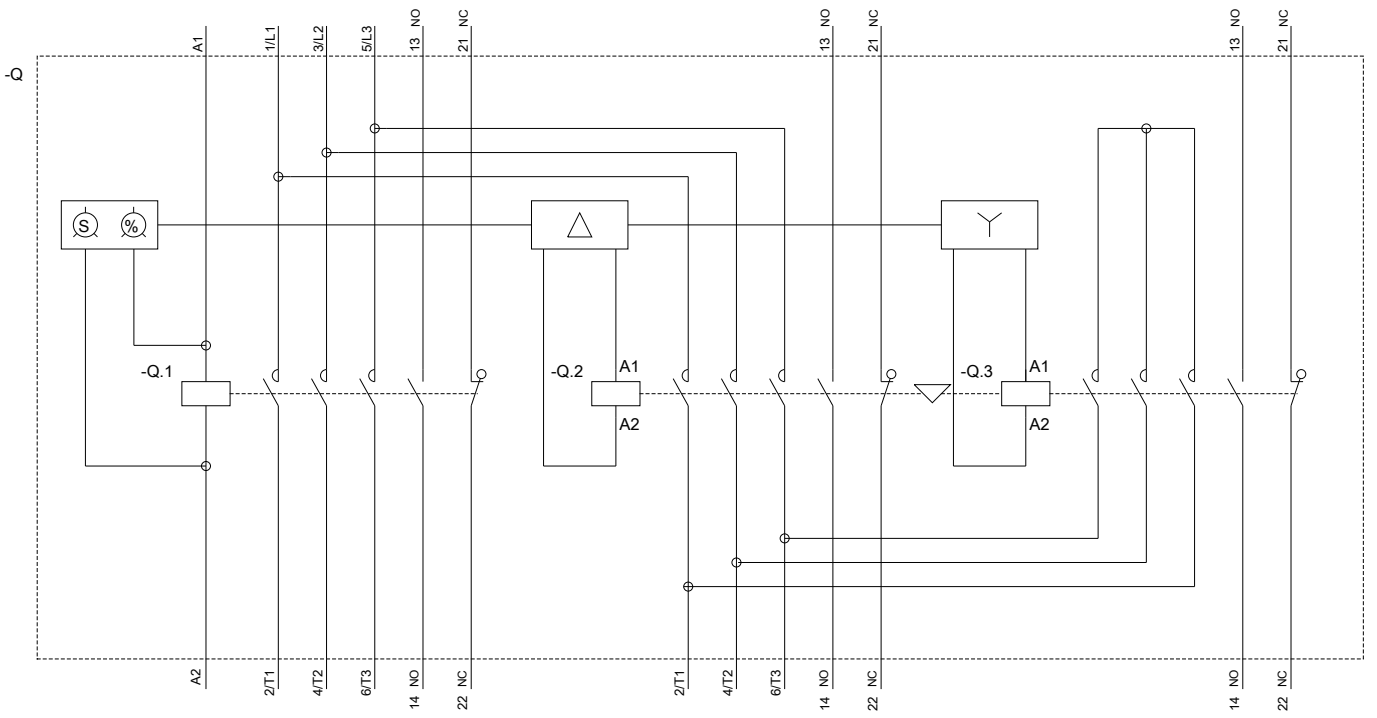 A1
1/L1
3/L2
5/L3
13 NO
21 NC
13 NO
21 NC
13 NO
21 NC
-Q
S
%
-Q.1
-Q.2
A1
A2
-Q.3
A1
A2
A2
2/T1
4/T2
6/T3
14 NO
22 NC
2/T1
4/T2
6/T3
14 NO
22 NC
14 NO
22 NC